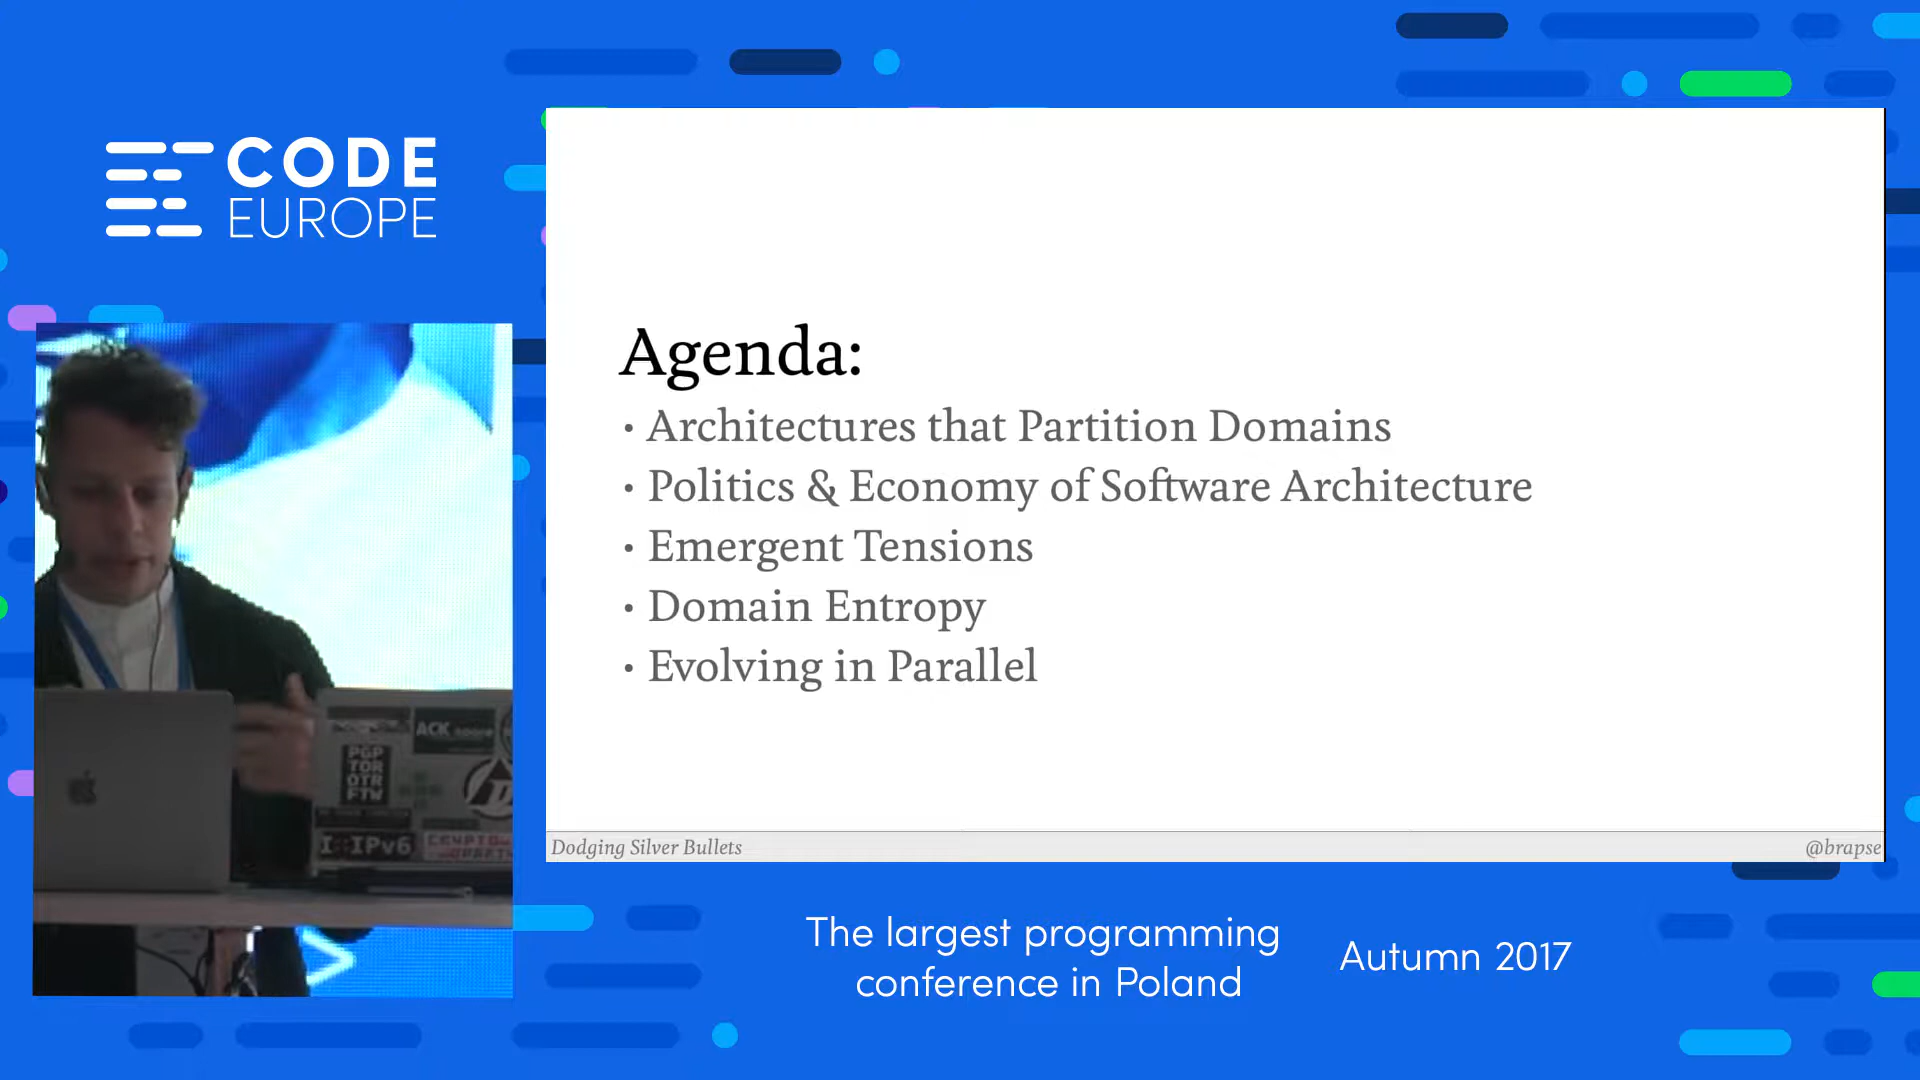 CODE
EUROPE
Agenda:
• Architectures that Partition Domains
• Politics & Economy of Software Architecture
• Emergent Tensions
• Domain Entropy
• Evolving in Parallel
Dodging Silver Bullets
@brapse
ACK
PGP
TOR
OTR
FTW
IPv6
The largest programming
conference in Poland
Autumn 2017